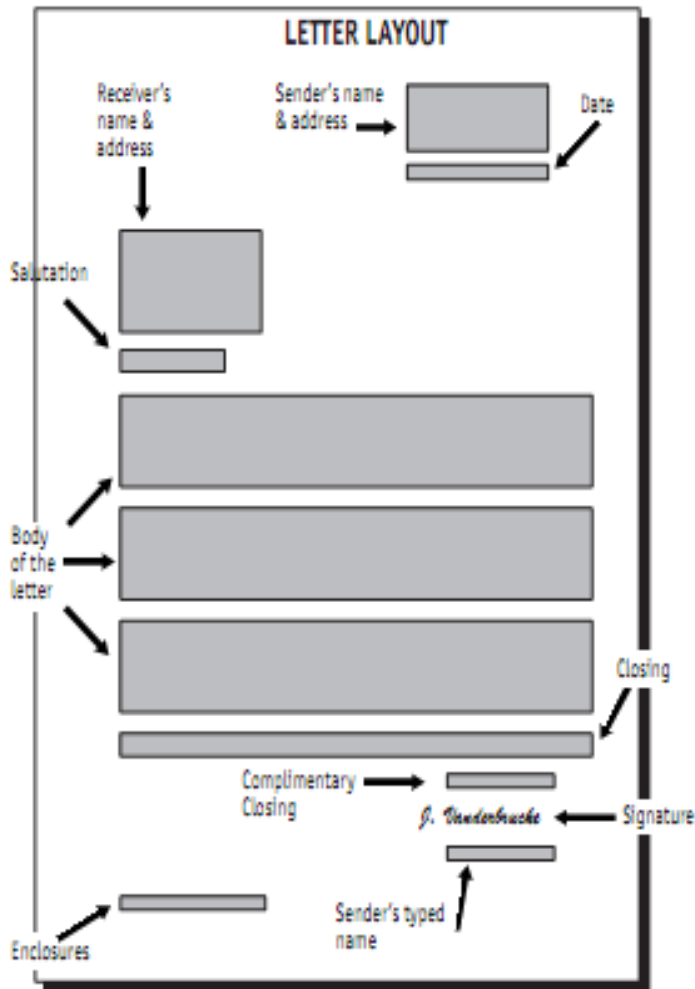 LETTER LAYOUT
Receiver's
name &
address
Sender's name
& address
Date
Salutation
Body
of the
letter
Closing
Complimentary
Closing
J. Vanderbrucke
Signature
Sender's typed
name
Enclosures